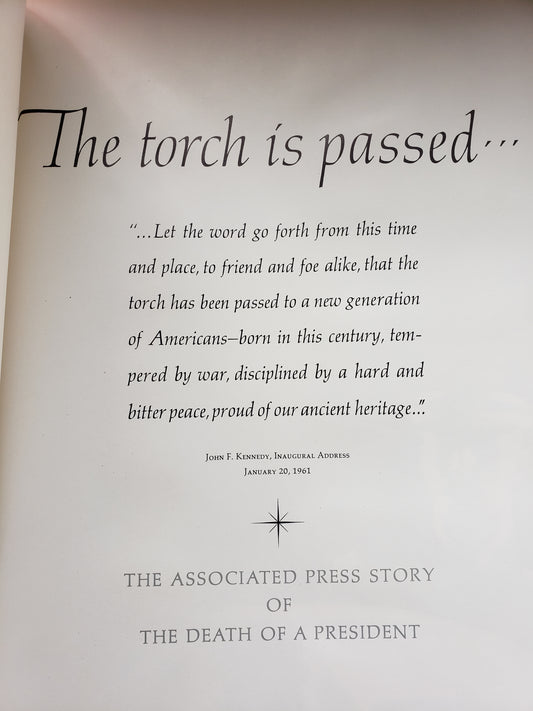 The torch is passed...
"...Let the word go forth from this time
and place, to friend and foe alike, that the
torch has been passed to a new generation
of Americans—born in this century, tem-
pered by war, disciplined by a hard and
bitter peace, proud of our ancient heritage..."
John F. Kennedy, Inaugural Address
January 20, 1961
THE ASSOCIATED PRESS STORY
OF
THE DEATH OF A PRESIDENT